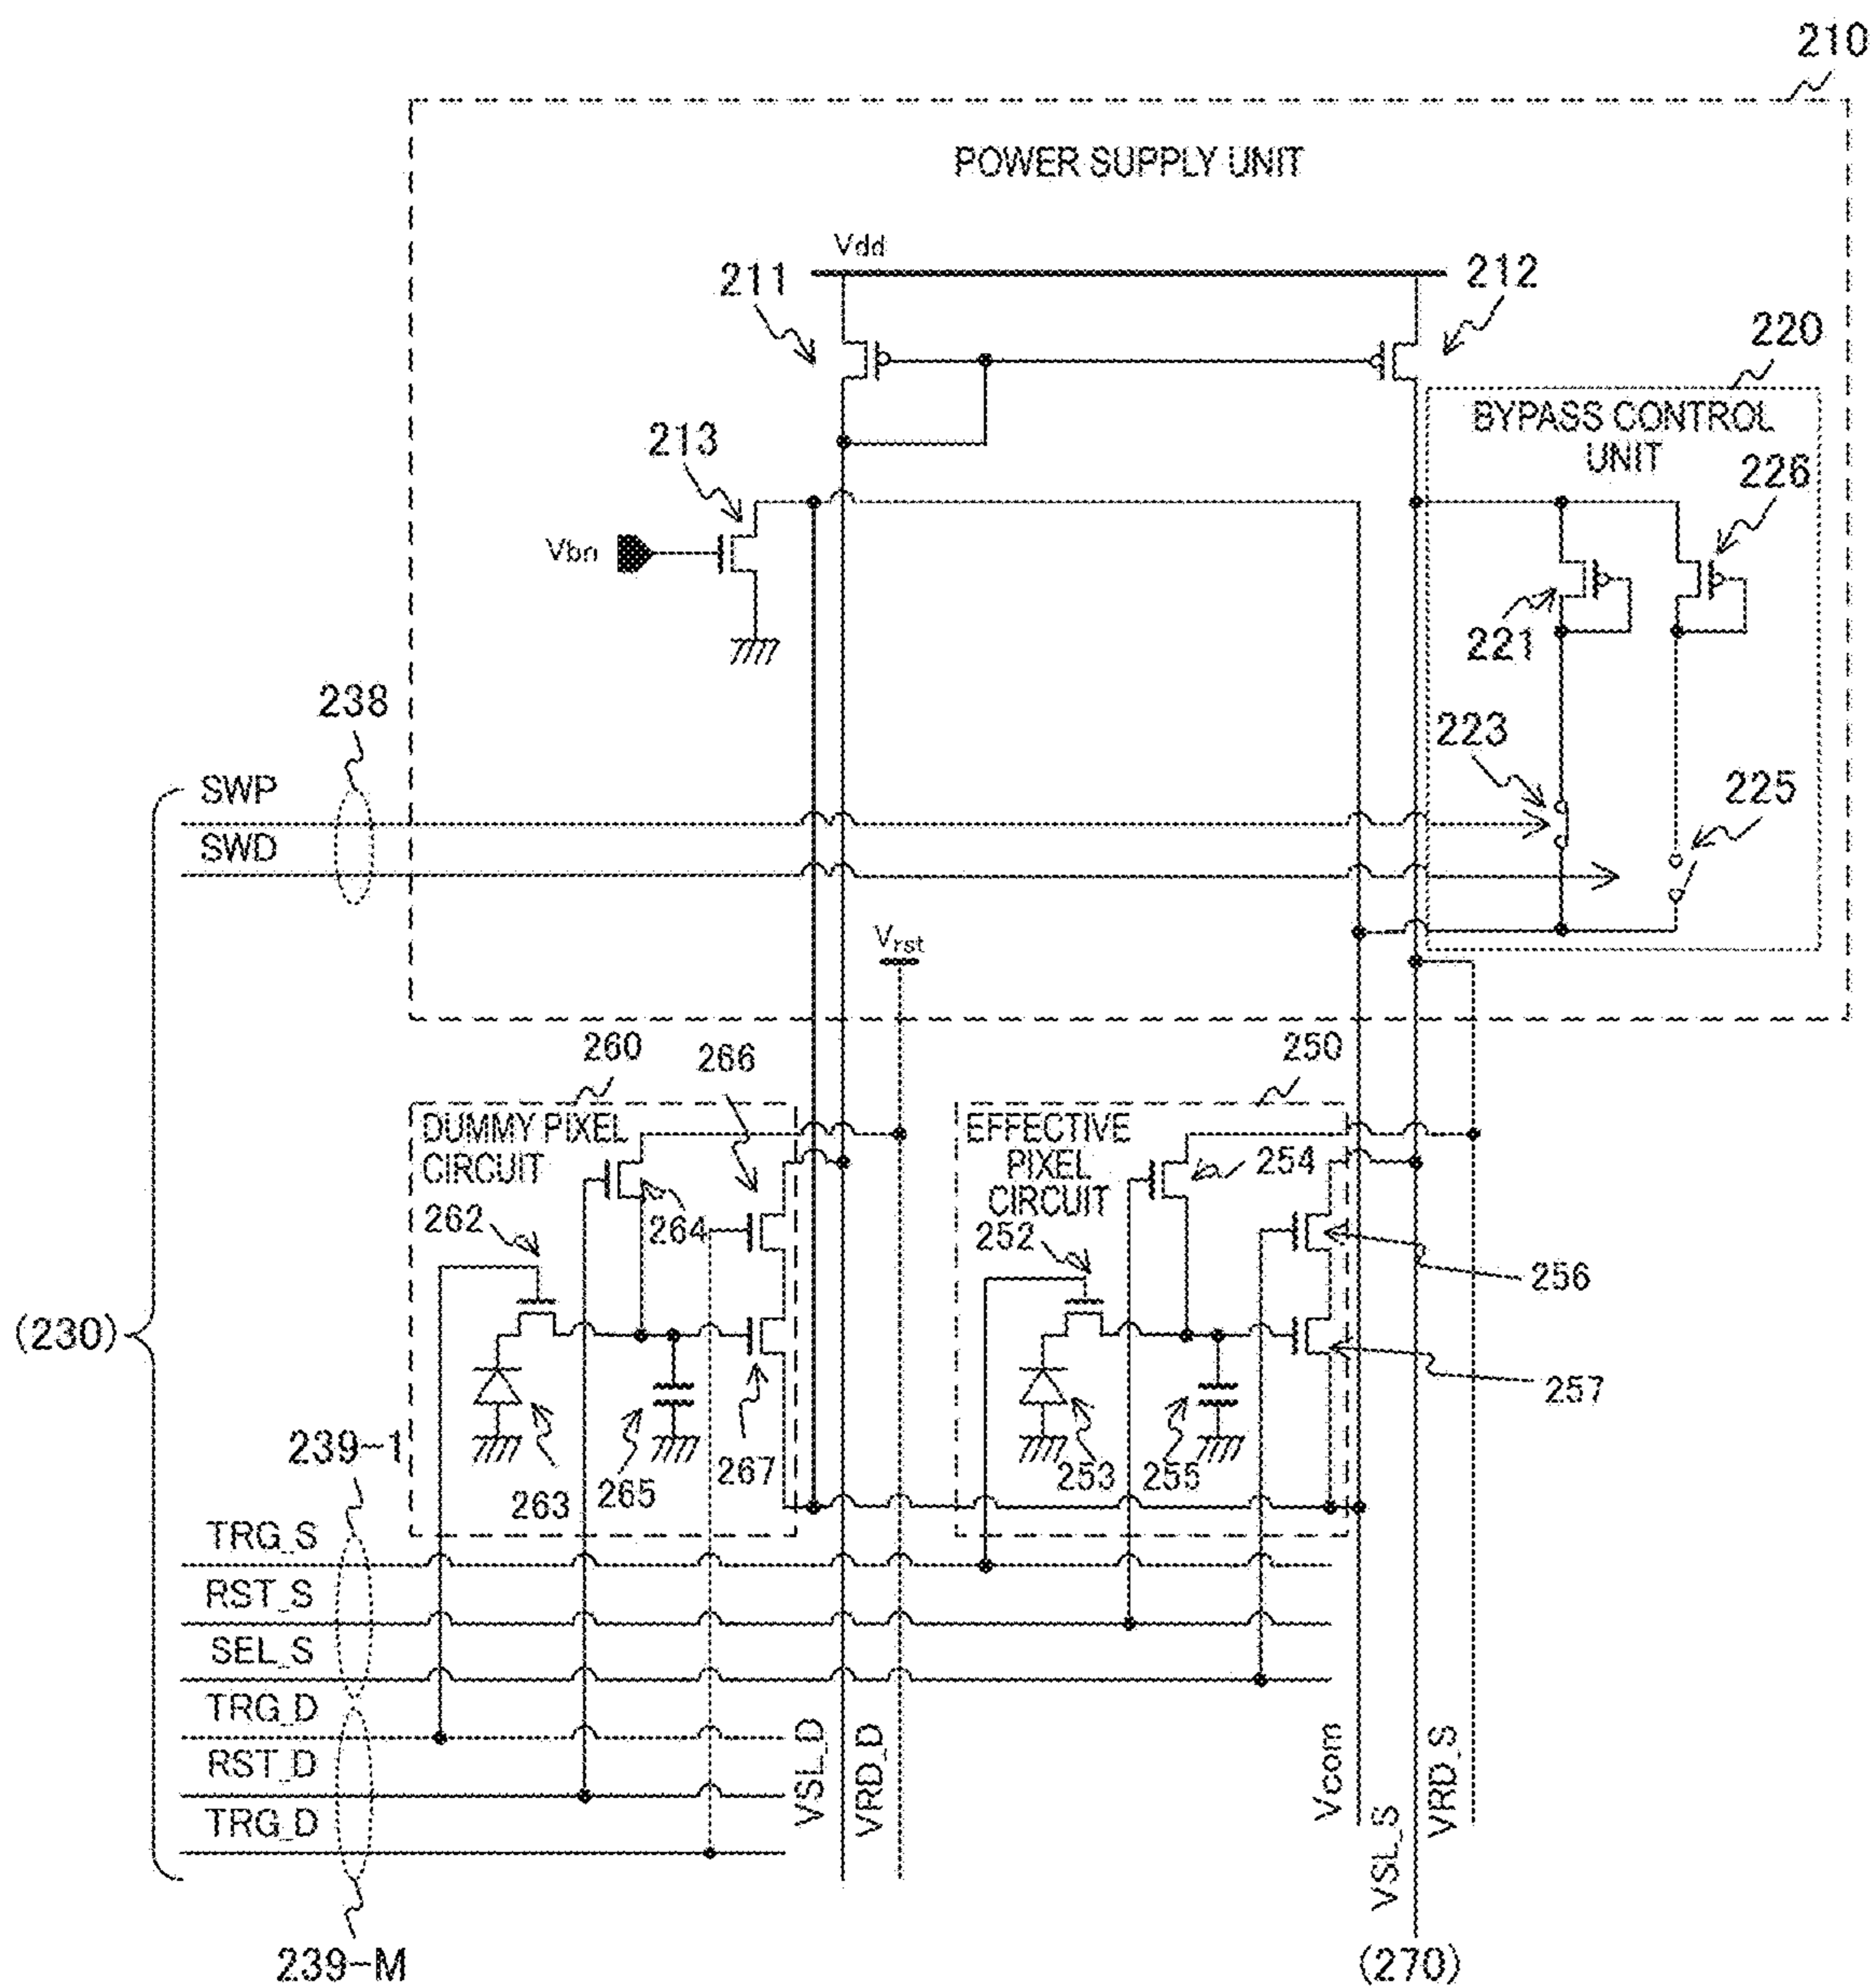 210
POWER SUPPLY UNIT
Vdd
211
212
220
BYPASS CONTROL
UNIT
213
226
Vbn
221
238
223
225
SWP
SWD
Vrst
260
266
250
DUMMY PIXEL
CIRCUIT
EFFECTIVE
PIXEL
CIRCUIT
254
262
264
252
256
(230)
257
239-1
263
265
267
253
255
TRG_S
RST_S
SEL_S
TRG_D
RST_D
TRG_D
VSL_D
VRD_D
Vcom
VSL_S
VRD_S
239-M
(270)